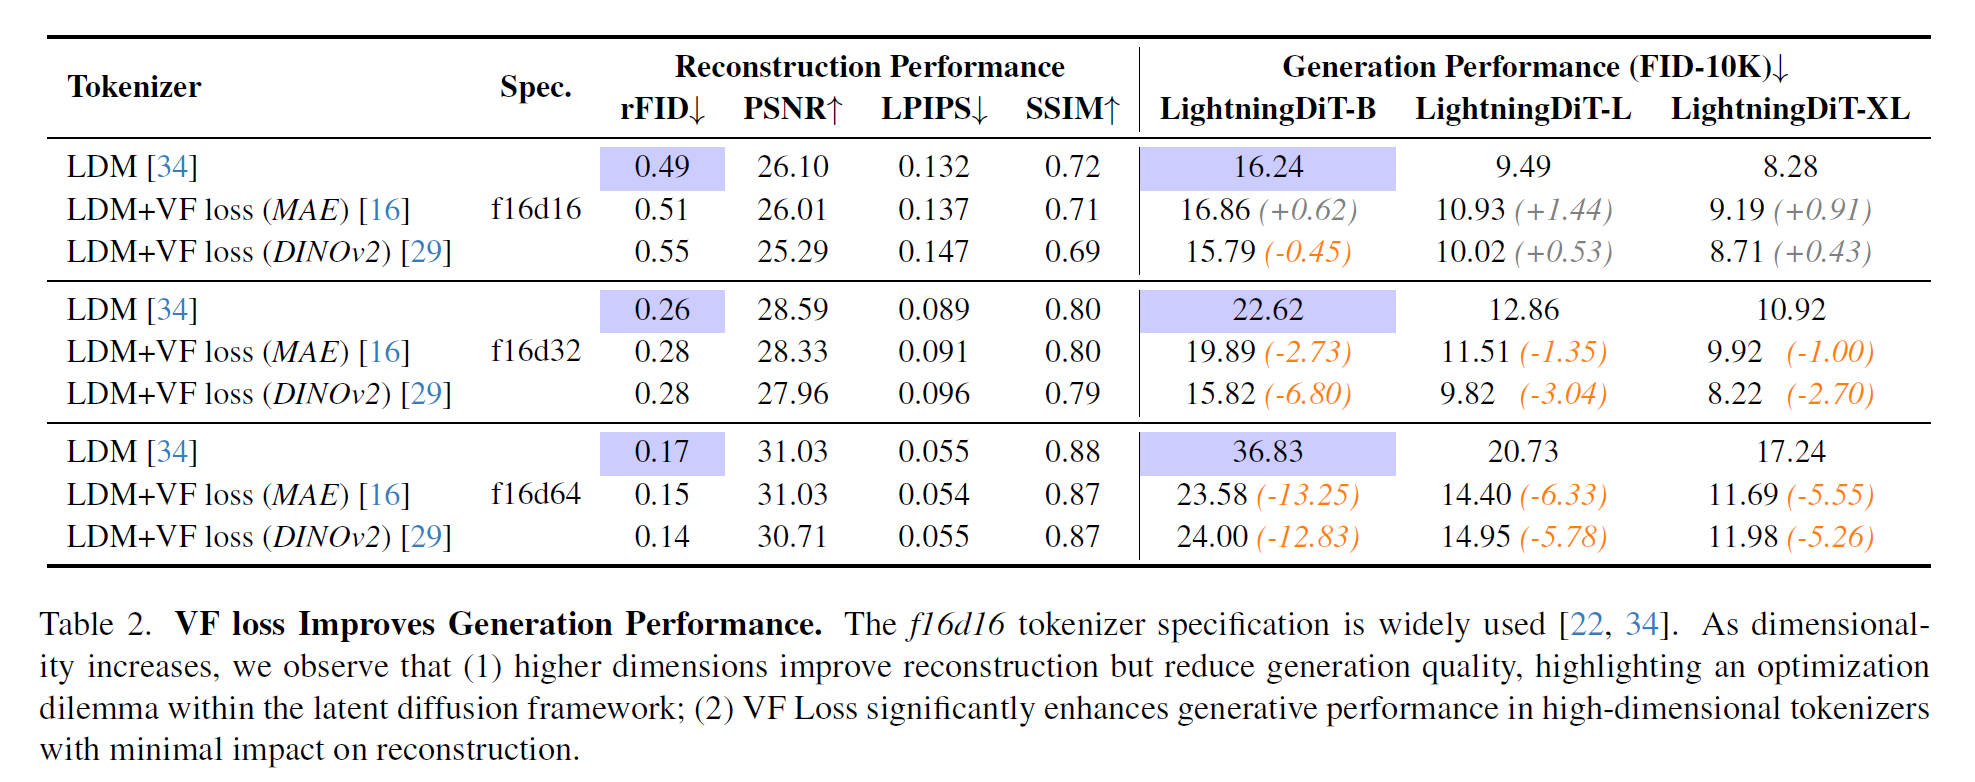 Tokenizer Spec. Reconstruction Performance Generation Performance (FID-10K)↓
rFID↓ PSNR↑ LPIPS↓ SSIM↑ LightningDiT-B LightningDiT-L LightningDiT-XL
LDM [34] 0.49 26.10 0.132 0.72 16.24 9.49 8.28
LDM+VF loss (MAE) [16] f16d16 0.51 26.01 0.137 0.71 16.86 (+0.62) 10.93 (+1.44) 9.19 (+0.91)
LDM+VF loss (DINOv2) [29] 0.55 25.29 0.147 0.69 15.79 (-0.45) 10.02 (+0.53) 8.71 (+0.43)
LDM [34] 0.26 28.59 0.089 0.80 22.62 12.86 10.92
LDM+VF loss (MAE) [16] f16d32 0.28 28.33 0.091 0.80 19.89 (-2.73) 11.51 (-1.35) 9.92 (-1.00)
LDM+VF loss (DINOv2) [29] 0.28 27.96 0.096 0.79 15.82 (-6.80) 9.82 (-3.04) 8.22 (-2.70)
LDM [34] 0.17 31.03 0.055 0.88 36.83 20.73 17.24
LDM+VF loss (MAE) [16] f16d64 0.15 31.03 0.054 0.87 23.58 (-13.25) 14.40 (-6.33) 11.69 (-5.55)
LDM+VF loss (DINOv2) [29] 0.14 30.71 0.055 0.87 24.00 (-12.83) 14.95 (-5.78) 11.98 (-5.26)
Table 2. VF loss Improves Generation Performance. The f16d16 tokenizer specification is widely used [22, 34]. As dimensional-
ity increases, we observe that (1) higher dimensions improve reconstruction but reduce generation quality, highlighting an optimization
dilemma within the latent diffusion framework; (2) VF Loss significantly enhances generative performance in high-dimensional tokenizers
with minimal impact on reconstruction.